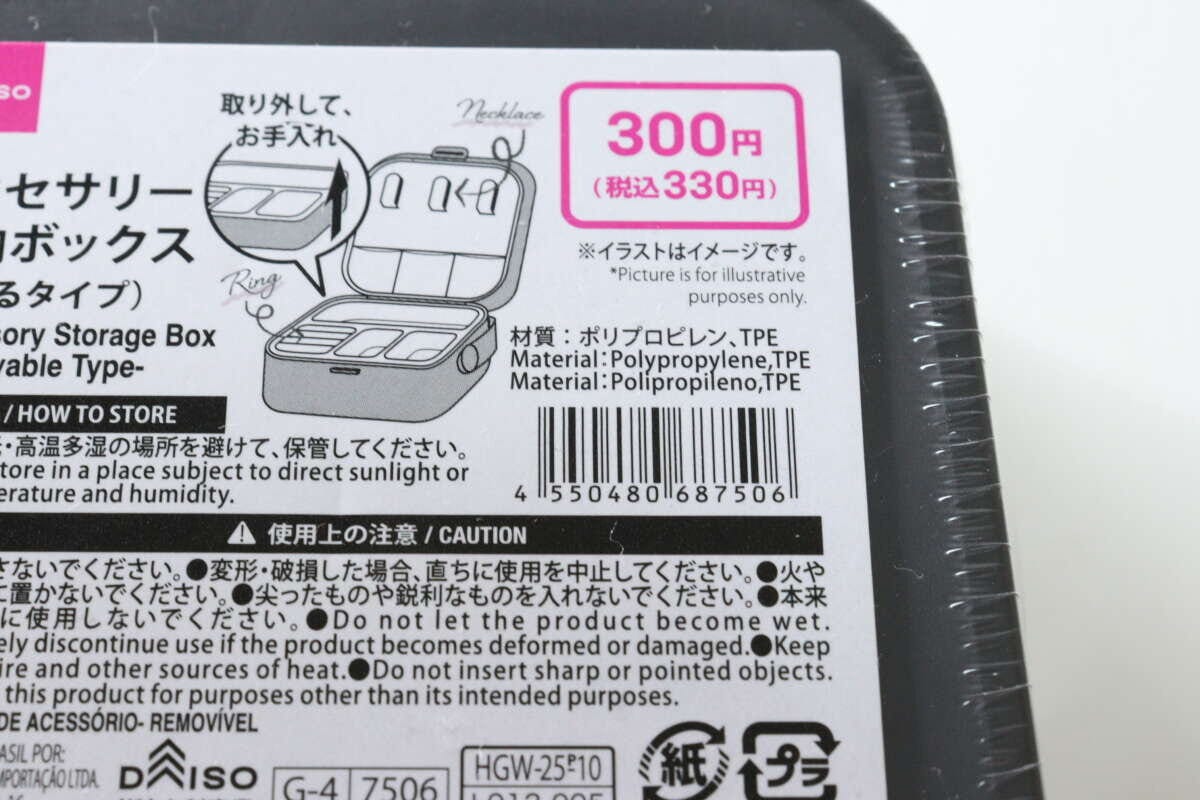 ISO
取り外して、
お手入れ
Necklace
300円
(税込330円)
セサリー
ボックス
るタイプ)
※イラストはイメージです。
*Picture is for illustrative
purposes only.
Ring
sory Storage Box
vable Type-
材質：ポリプロピレン、TPE
Material:Polypropylene,TPE
Material:Polipropileno,TPE
/ HOW TO STORE
・高温多湿の場所を避けて、保管してください。
tore in a place subject to direct sunlight or
erature and humidity.
4 550480 687506
使用上の注意 / CAUTION
さないでください。●変形・破損した場合、直ちに使用を中止してください。●火や
に置かないでください。●尖ったものや鋭利なものを入れないでください。●本来
に使用しないでください。●Do not let the product become wet.
ely discontinue use if the product becomes deformed or damaged.●Keep
ire and other sources of heat.●Do not insert sharp or pointed objects.
this product for purposes other than its intended purposes.
DE ACESSÓRIO- REMOVÍVEL
ASIL POR:
MPORTAÇÃO LTDA.
DAISO
G-4 7506
HGW-25P10
紙
プラ